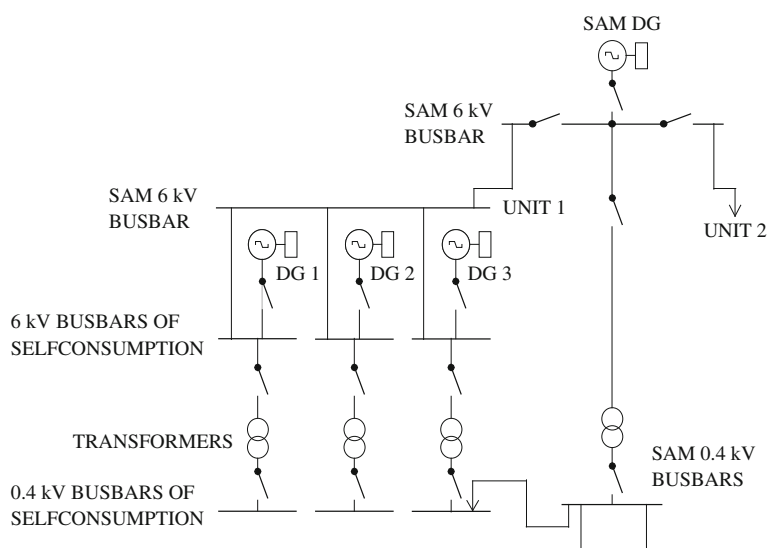 SAM DG
SAM 6 kV
BUSBAR
SAM 6 kV
BUSBAR
UNIT 1
UNIT 2
DG 1
DG 2
DG 3
6 kV BUSBARS OF
SELFCONSUMPTION
TRANSFORMERS
SAM 0.4 kV
BUSBARS
0.4 kV BUSBARS OF
SELFCONSUMPTION